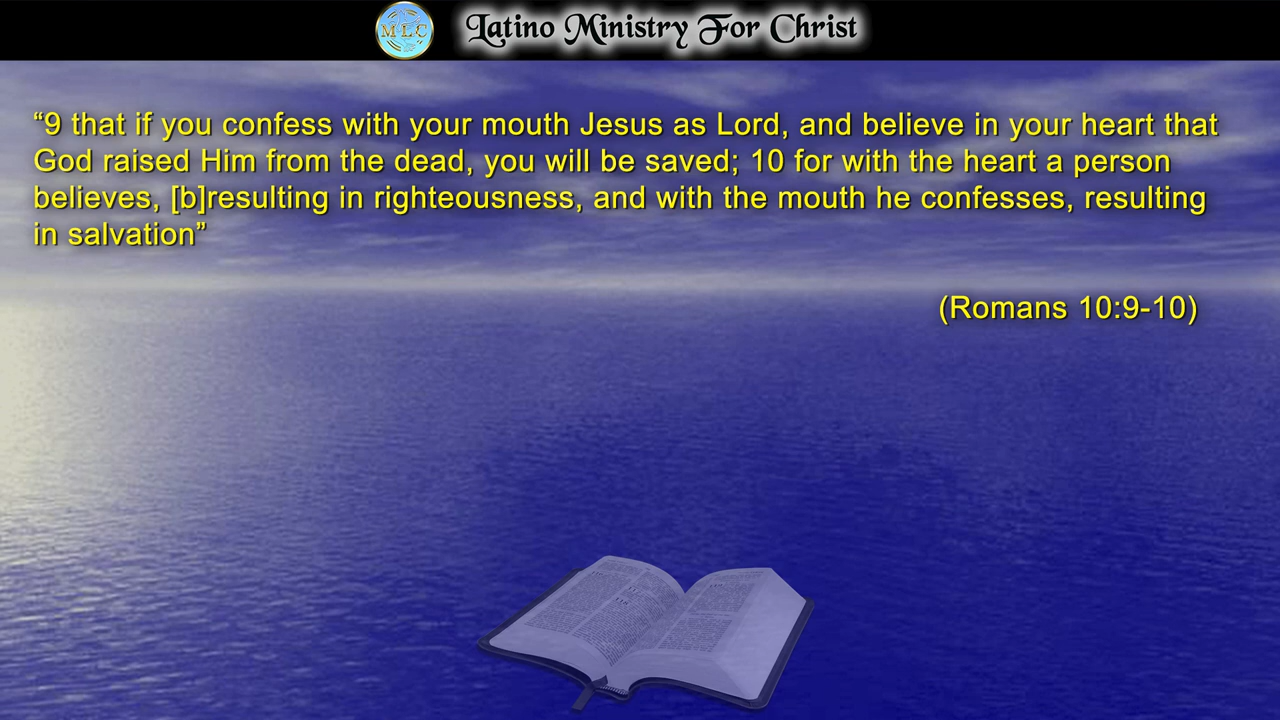 MLC
Latino Ministry For Christ
“9 that if you confess with your mouth Jesus as Lord, and believe in your heart that
God raised Him from the dead, you will be saved; 10 for with the heart a person
believes, [b]resulting in righteousness, and with the mouth he confesses, resulting
in salvation”
(Romans 10:9-10)